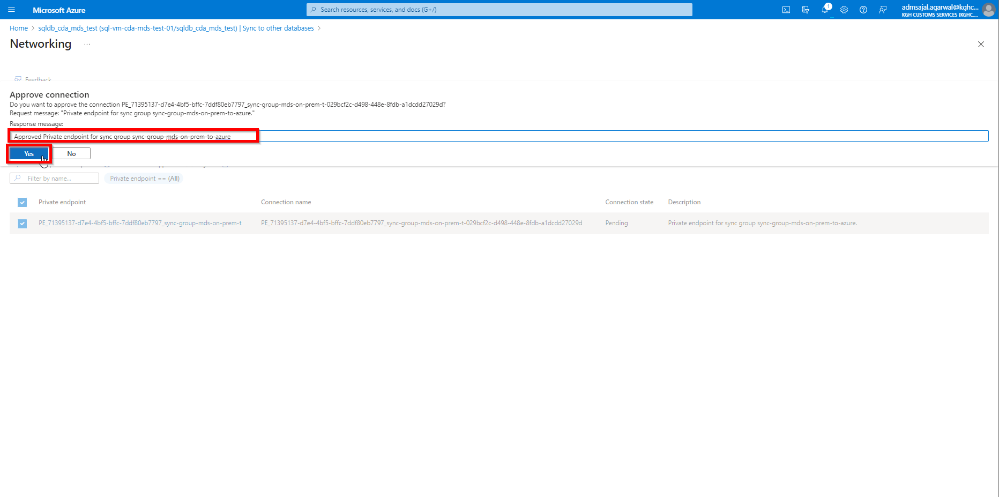 Microsoft Azure
Search resources, services, and docs (G+/)
1
admsajal.agarwal@kghc...
KGH CUSTOMS SERVICES (KGHC....
Home > sqldb_cda_mds_test (sql-vm-cda-mds-test-01/sqldb_cda_mds_test) | Sync to other databases >
Networking ...
Feedback
Approve connection
Do you want to approve the connection PE_71395137-d7e4-4bf5-bffc-7ddf80eb7797_sync-group-mds-on-prem-t-029bcf2c-d498-448e-8fdb-a1dcdd27029d?
Request message: "Private endpoint for sync group sync-group-mds-on-prem-to-azure."
Response message:
Approved Private endpoint for sync group sync-group-mds-on-prem-to-azure
Yes No
Filter by name... Private endpoint == (All)
Private endpoint Connection name Connection state Description
PE_71395137-d7e4-4bf5-bffc-7ddf80eb7797_sync-group-mds-on-prem-t PE_71395137-d7e4-4bf5-bffc-7ddf80eb7797_sync-group-mds-on-prem-t-029bcf2c-d498-448e-8fdb-a1dcdd27029d Pending Private endpoint for sync group sync-group-mds-on-prem-to-azure.